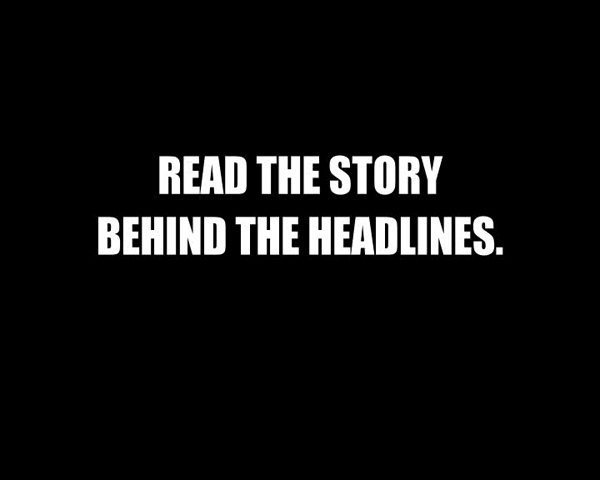 READ THE STORY
BEHIND THE HEADLINES.